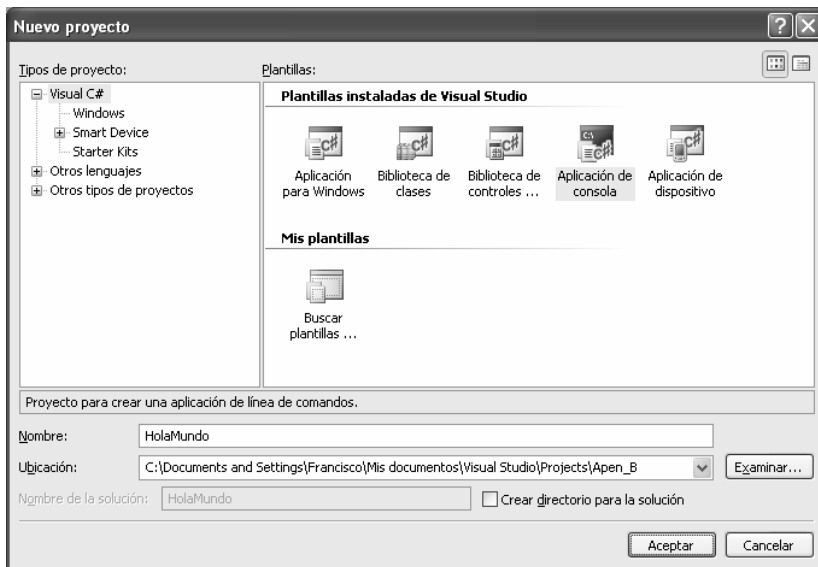 Nuevo proyecto
Tipos de proyecto:
Plantillas:
Visual C#
Windows
Smart Device
Starter Kits
Otros lenguajes
Otros tipos de proyectos
Plantillas instaladas de Visual Studio
Aplicación para Windows
Biblioteca de clases
Biblioteca de controles ...
Aplicación de consola
Aplicación de dispositivo
Mis plantillas
Buscar plantillas ...
Proyecto para crear una aplicación de línea de comandos.
Nombre:
HolaMundo
Ubicación:
C:\Documents and Settings\Francisco\Mis documentos\Visual Studio\Projects\Apen_B
Examinar...
Nombre de la solución:
HolaMundo
Crear directorio para la solución
Aceptar
Cancelar